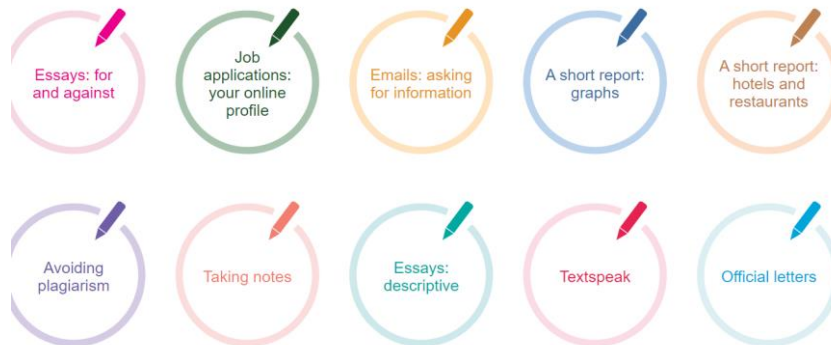 Essays: for
and against
Job
applications:
your online
profile
Emails: asking
for information
A short report:
graphs
A short report:
hotels and
restaurants
Avoiding
plagiarism
Taking notes
Essays:
descriptive
Textspeak
Official letters